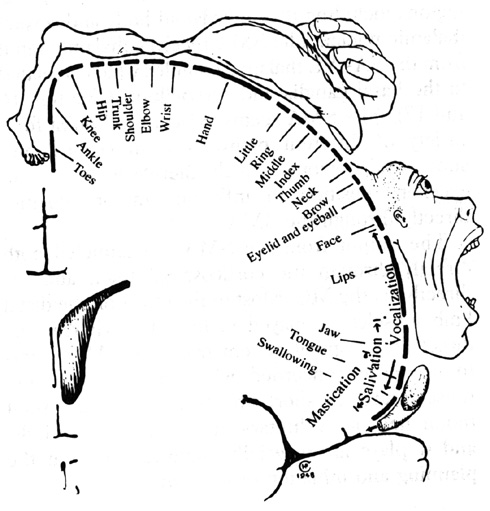 Toes
Ankle
Knee
Hip
Trunk
Shoulder
Elbow
Wrist
Hand
Little
Ring
Middle
Index
Thumb
Neck
Brow
Eyelid and eyeball
Face
Lips
Vocalization
Jaw
Tongue
Swallowing
Salivation
Mastication
1948